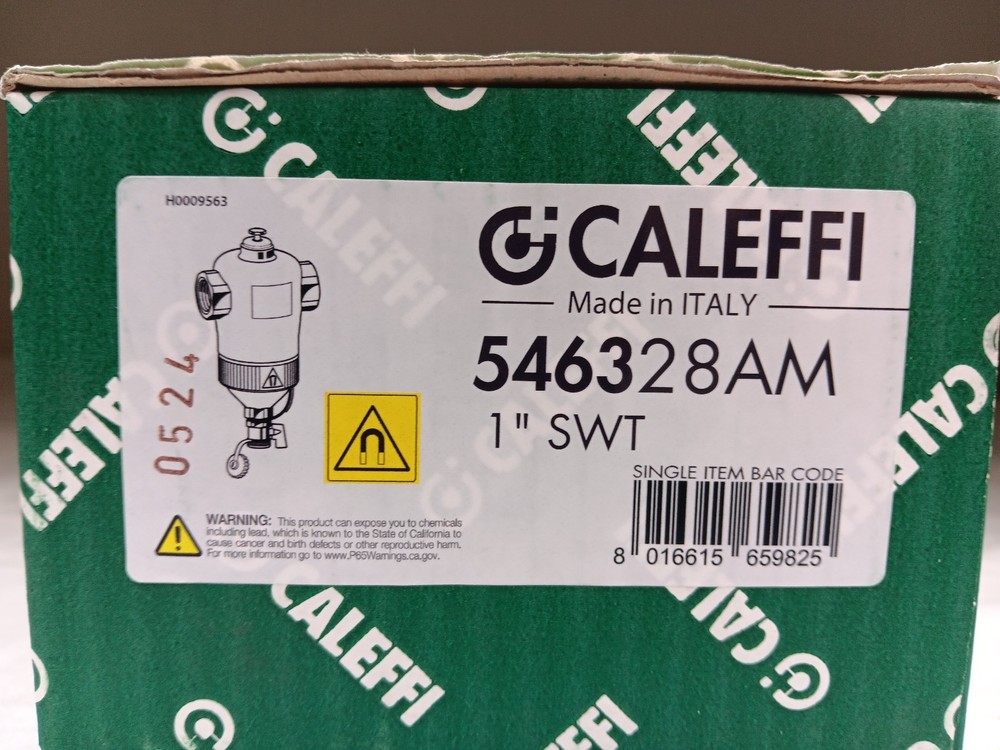 H0009563
CALEFFI
Made in ITALY
546328AM
1" SWT
0524
SINGLE ITEM BAR CODE
8 016615 659825
WARNING: This product can expose you to chemicals
including lead, which is known to the State of California to
cause cancer and birth defects or other reproductive harm.
For more information go to www.P65Warnings.ca.gov.
CALEFFI
CALEFFI
CALEFFI
CALEFFI
CALEFFI